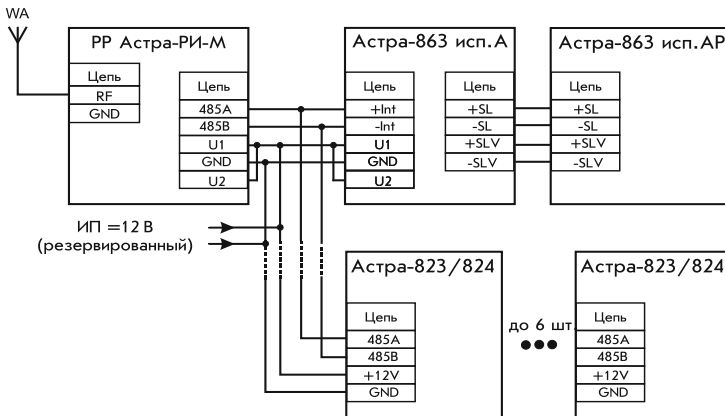 WA
РР Астра-РИ-М
Цепь
RF
GND
Цепь
485A
485B
U1
GND
U2
Астра-863 исп.А
Цепь
+Int
-Int
U1
GND
U2
Цепь
+SL
-SL
+SLV
-SLV
Астра-863 исп.АР
Цепь
+SL
-SL
+SLV
-SLV
ИП =12 В
(резервированный)
Астра-823/824
Цепь
485A
485B
+12V
GND
до 6 шт.
Астра-823/824
Цепь
485A
485B
+12V
GND